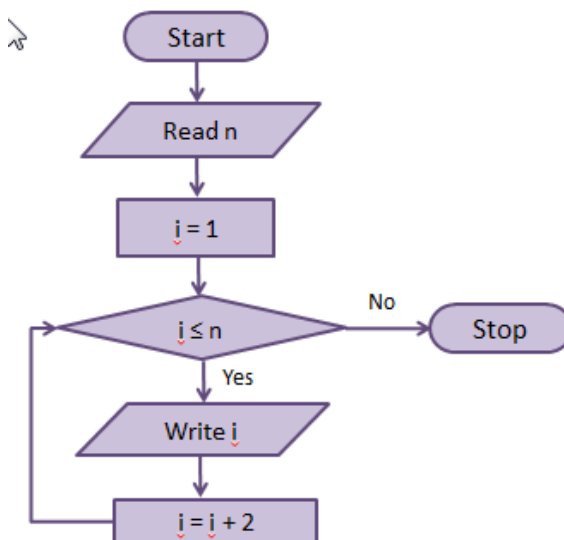 Start
Read n
i = 1
i ≤ n
No
Stop
Yes
Write i
i = i + 2